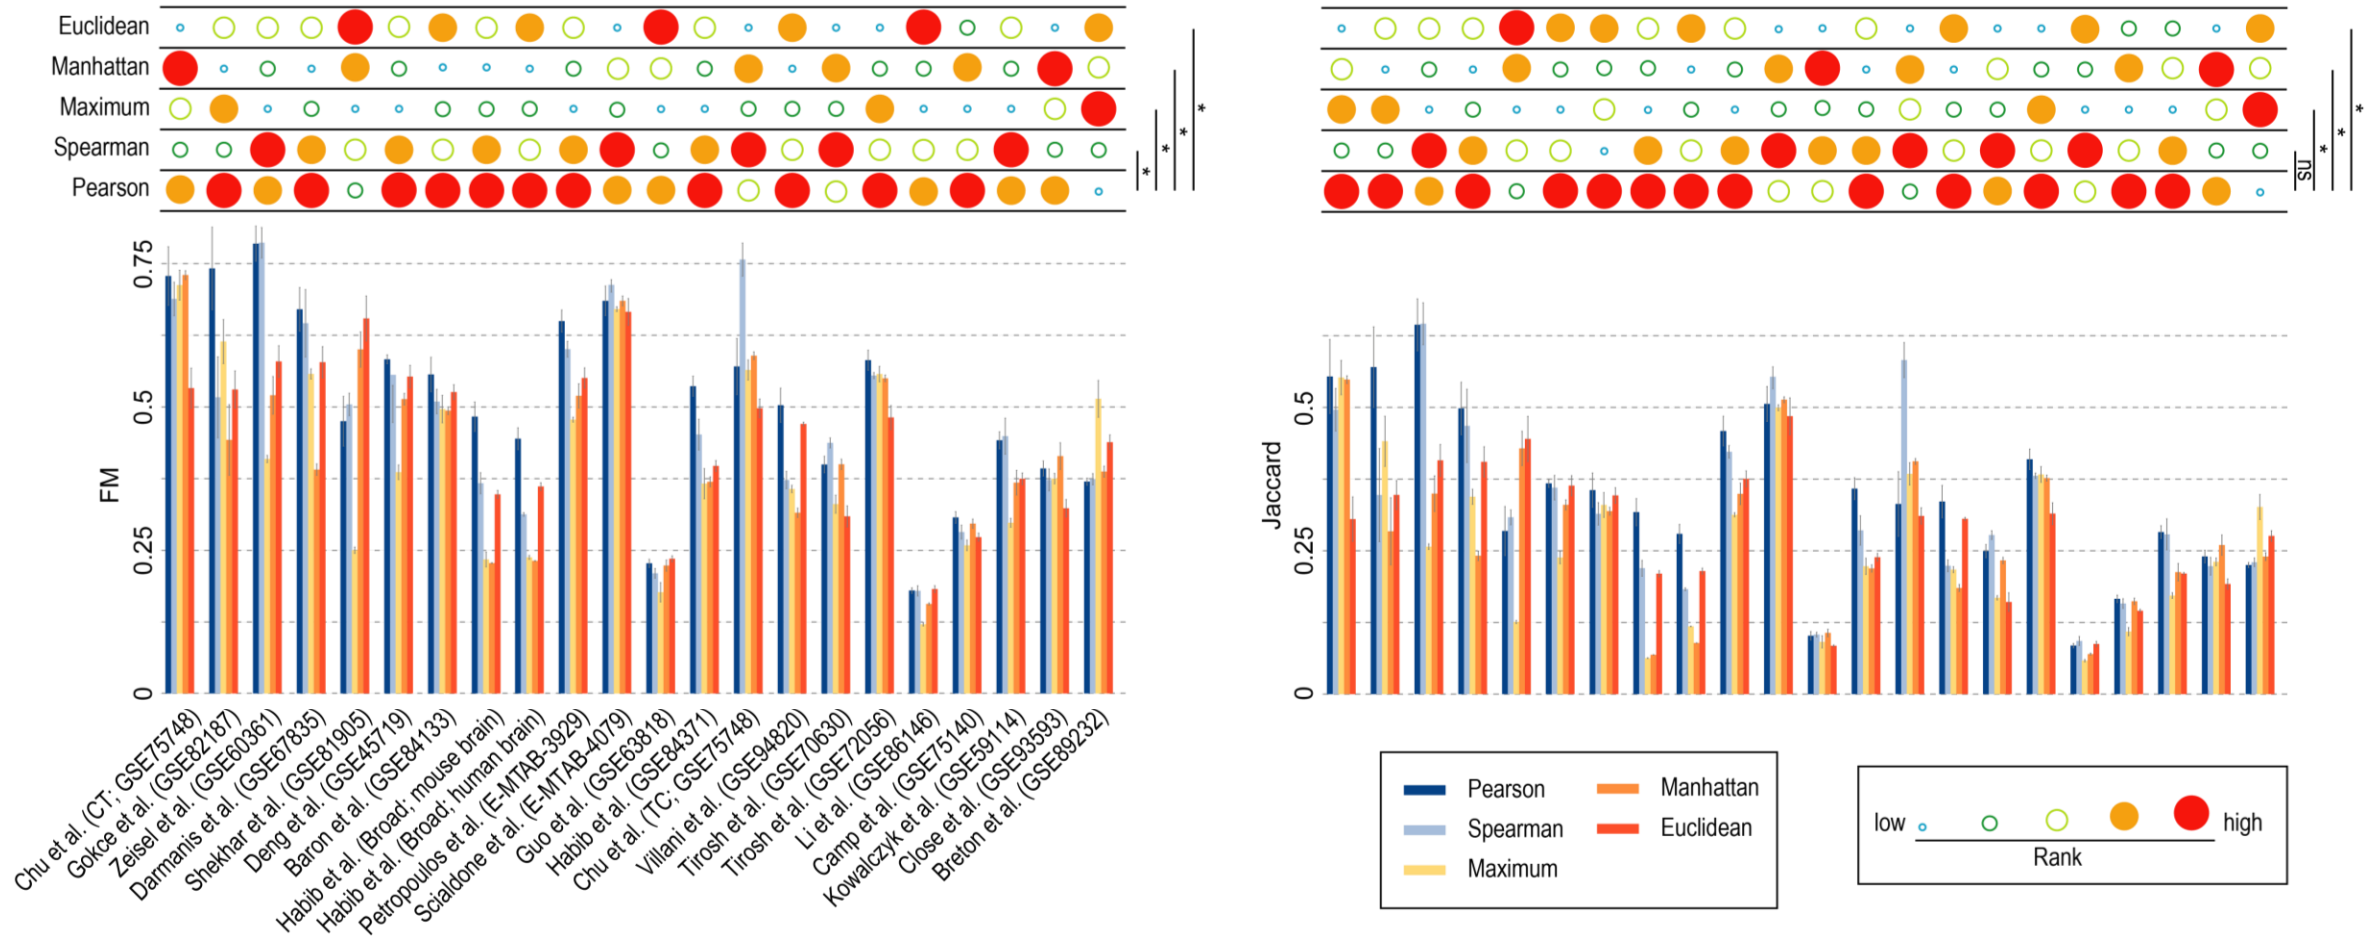 Euclidean
Manhattan
Maximum
Spearman
Pearson
*
*
*
*
ns
*
*
*
FM
0.75
0.5
0.25
0
Jaccard
0.5
0.25
0
Chu et al. (CT; GSE75748)
Gokce et al. (GSE82187)
Zeisel et al. (GSE60361)
Darmanis et al. (GSE67835)
Shekhar et al. (GSE81905)
Deng et al. (GSE45719)
Baron et al. (GSE84133)
Habib et al. (Broad; mouse brain)
Habib et al. (Broad; human brain)
Petropoulos et al. (E-MTAB-3929)
Scialdone et al. (E-MTAB-4079)
Guo et al. (GSE63818)
Habib et al. (GSE84371)
Chu et al. (TC; GSE75748)
Villani et al. (GSE94820)
Tirosh et al. (GSE70630)
Tirosh et al. (GSE72056)
Li et al. (GSE86146)
Camp et al. (GSE75140)
Kowalczyk et al. (GSE59114)
Close et al. (GSE93593)
Breton et al. (GSE89232)
Pearson
Spearman
Maximum
Manhattan
Euclidean
low
high
Rank